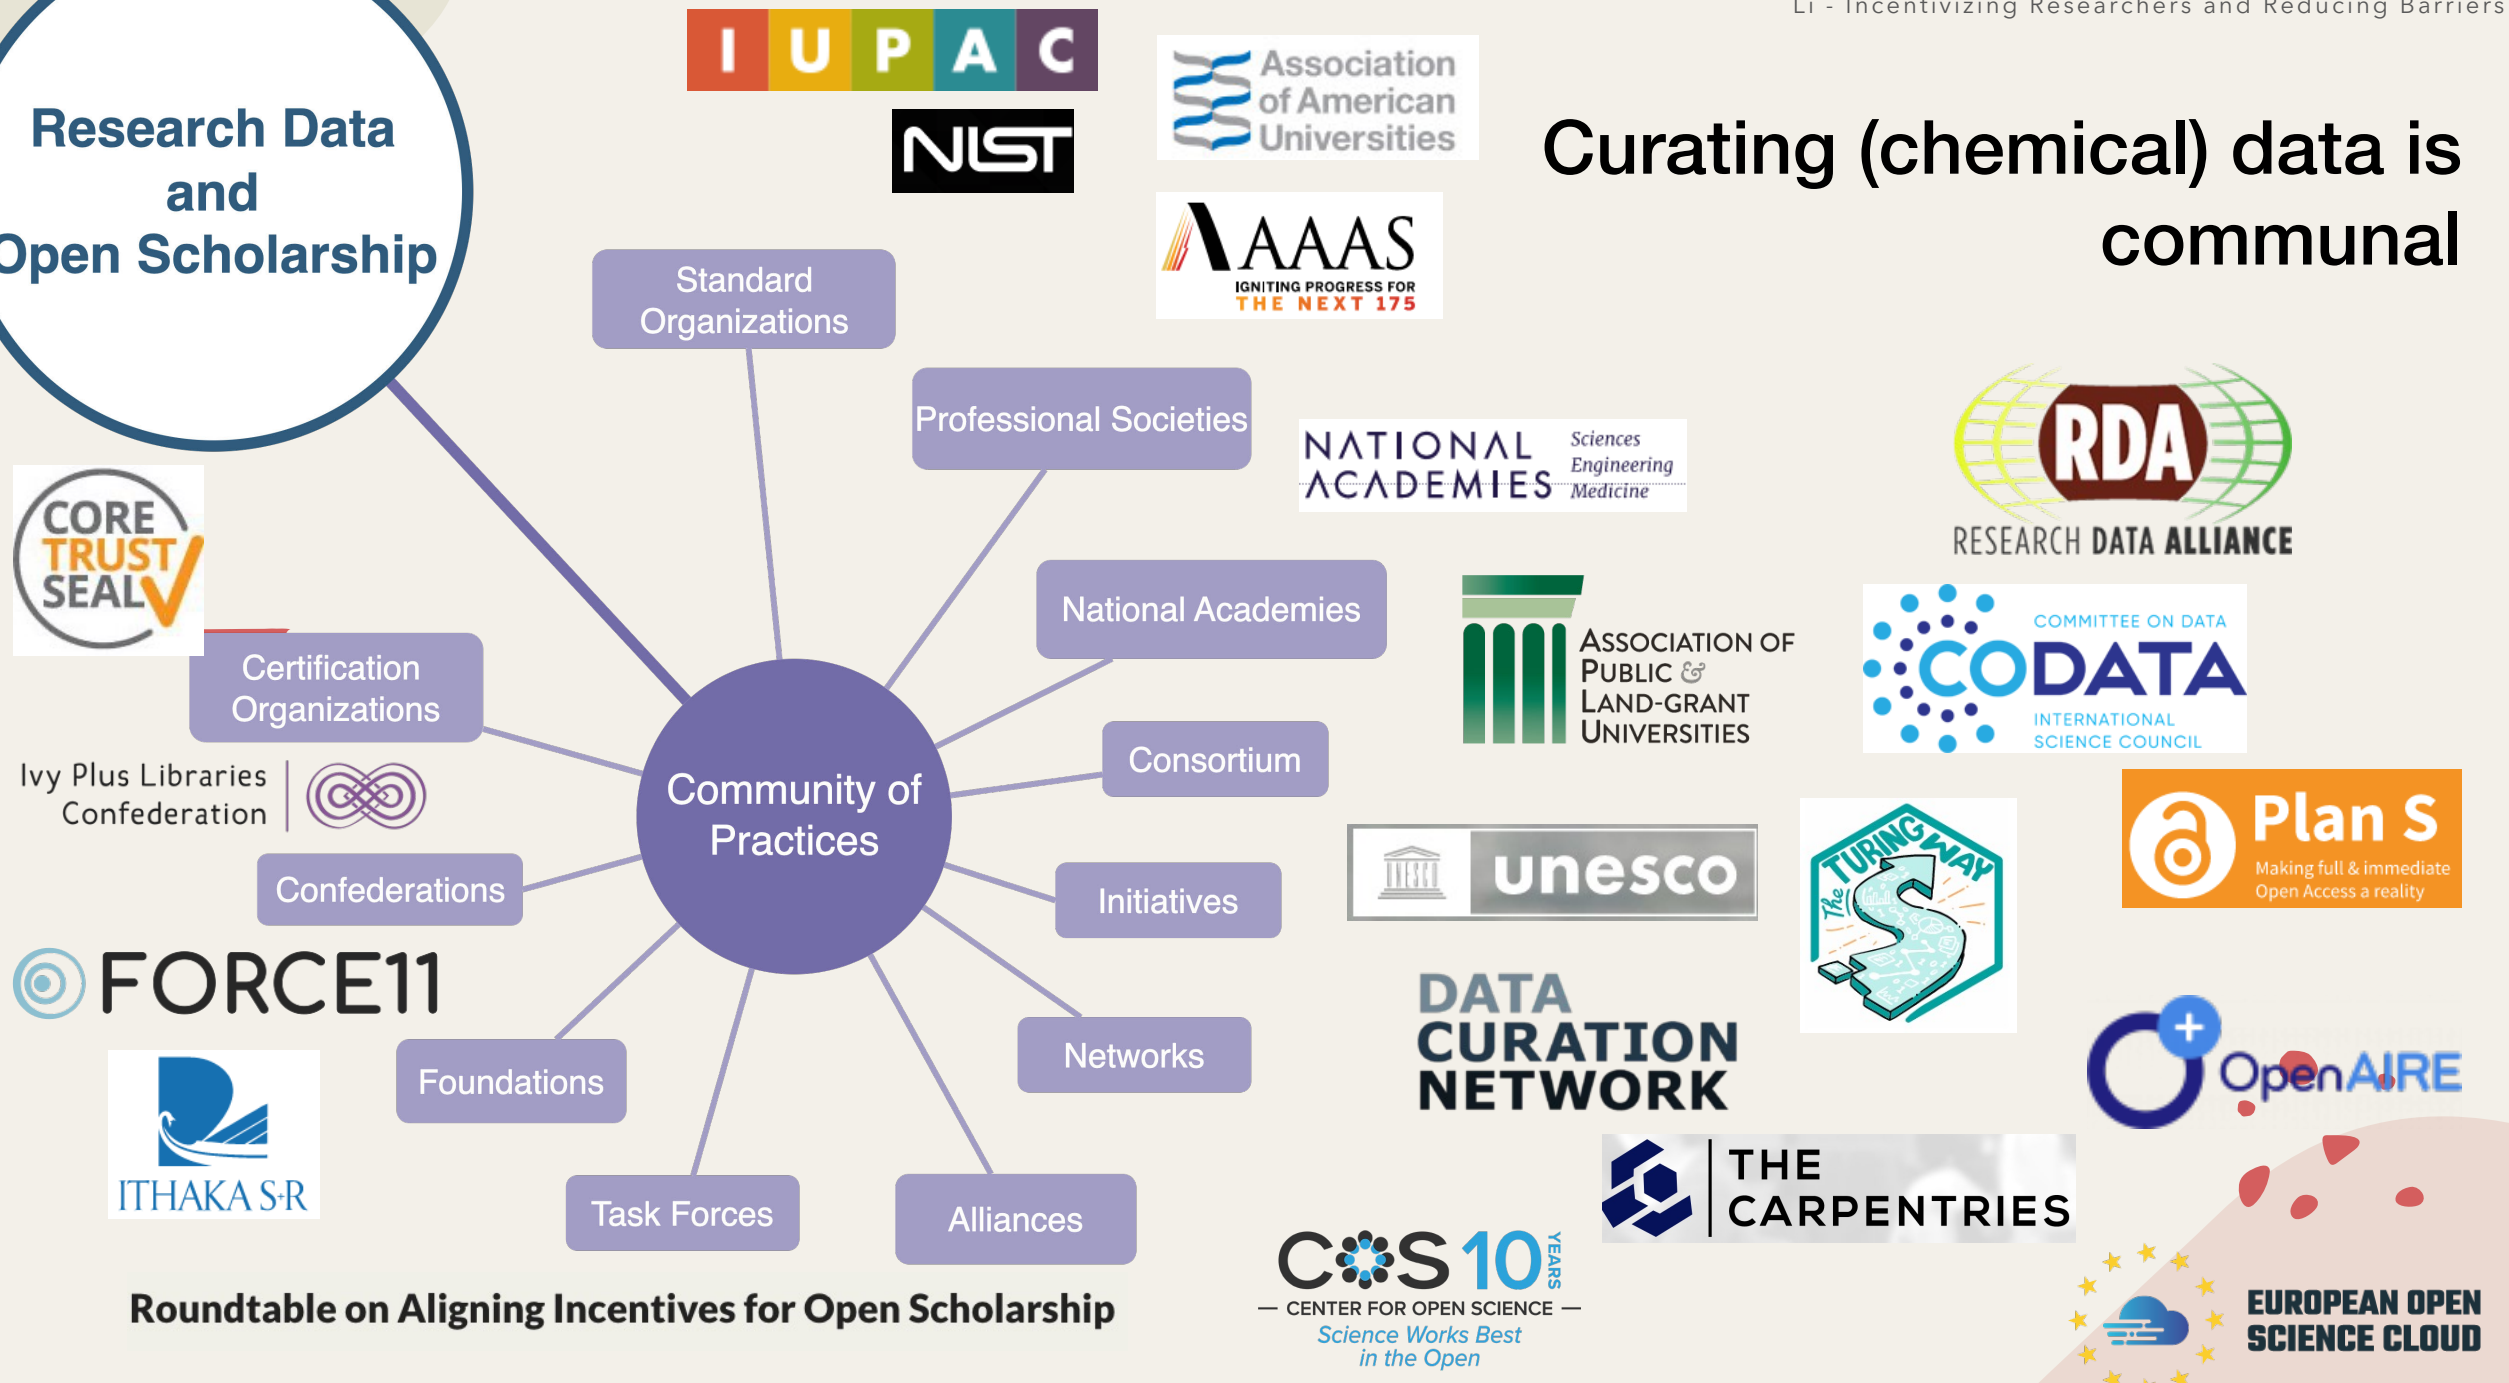 Li - Incentivizing Researchers and Reducing Barriers
Curating (chemical) data is
communal
Research Data
and
Open Scholarship
IUPAC
NIST
Association
of American
Universities
AAAS
IGNITING PROGRESS FOR
THE NEXT 175
Standard
Organizations
Professional Societies
NATIONAL
ACADEMIES
Sciences
Engineering
Medicine
RDA
RESEARCH DATA ALLIANCE
CORE
TRUST
SEAL
National Academies
ASSOCIATION OF
PUBLIC &
LAND-GRANT
UNIVERSITIES
COMMITTEE ON DATA
CODATA
INTERNATIONAL
SCIENCE COUNCIL
Certification
Organizations
Ivy Plus Libraries
Confederation
Community of
Practices
Consortium
Plan S
Making full & immediate
Open Access a reality
The TURING WAY
unesco
Confederations
Initiatives
FORCE11
DATA
CURATION
NETWORK
Networks
OpenAIRE
Foundations
ITHAKA S+R
Task Forces
Alliances
THE
CARPENTRIES
COS 10 YEARS
CENTER FOR OPEN SCIENCE
Science Works Best
in the Open
Roundtable on Aligning Incentives for Open Scholarship
EUROPEAN OPEN
SCIENCE CLOUD